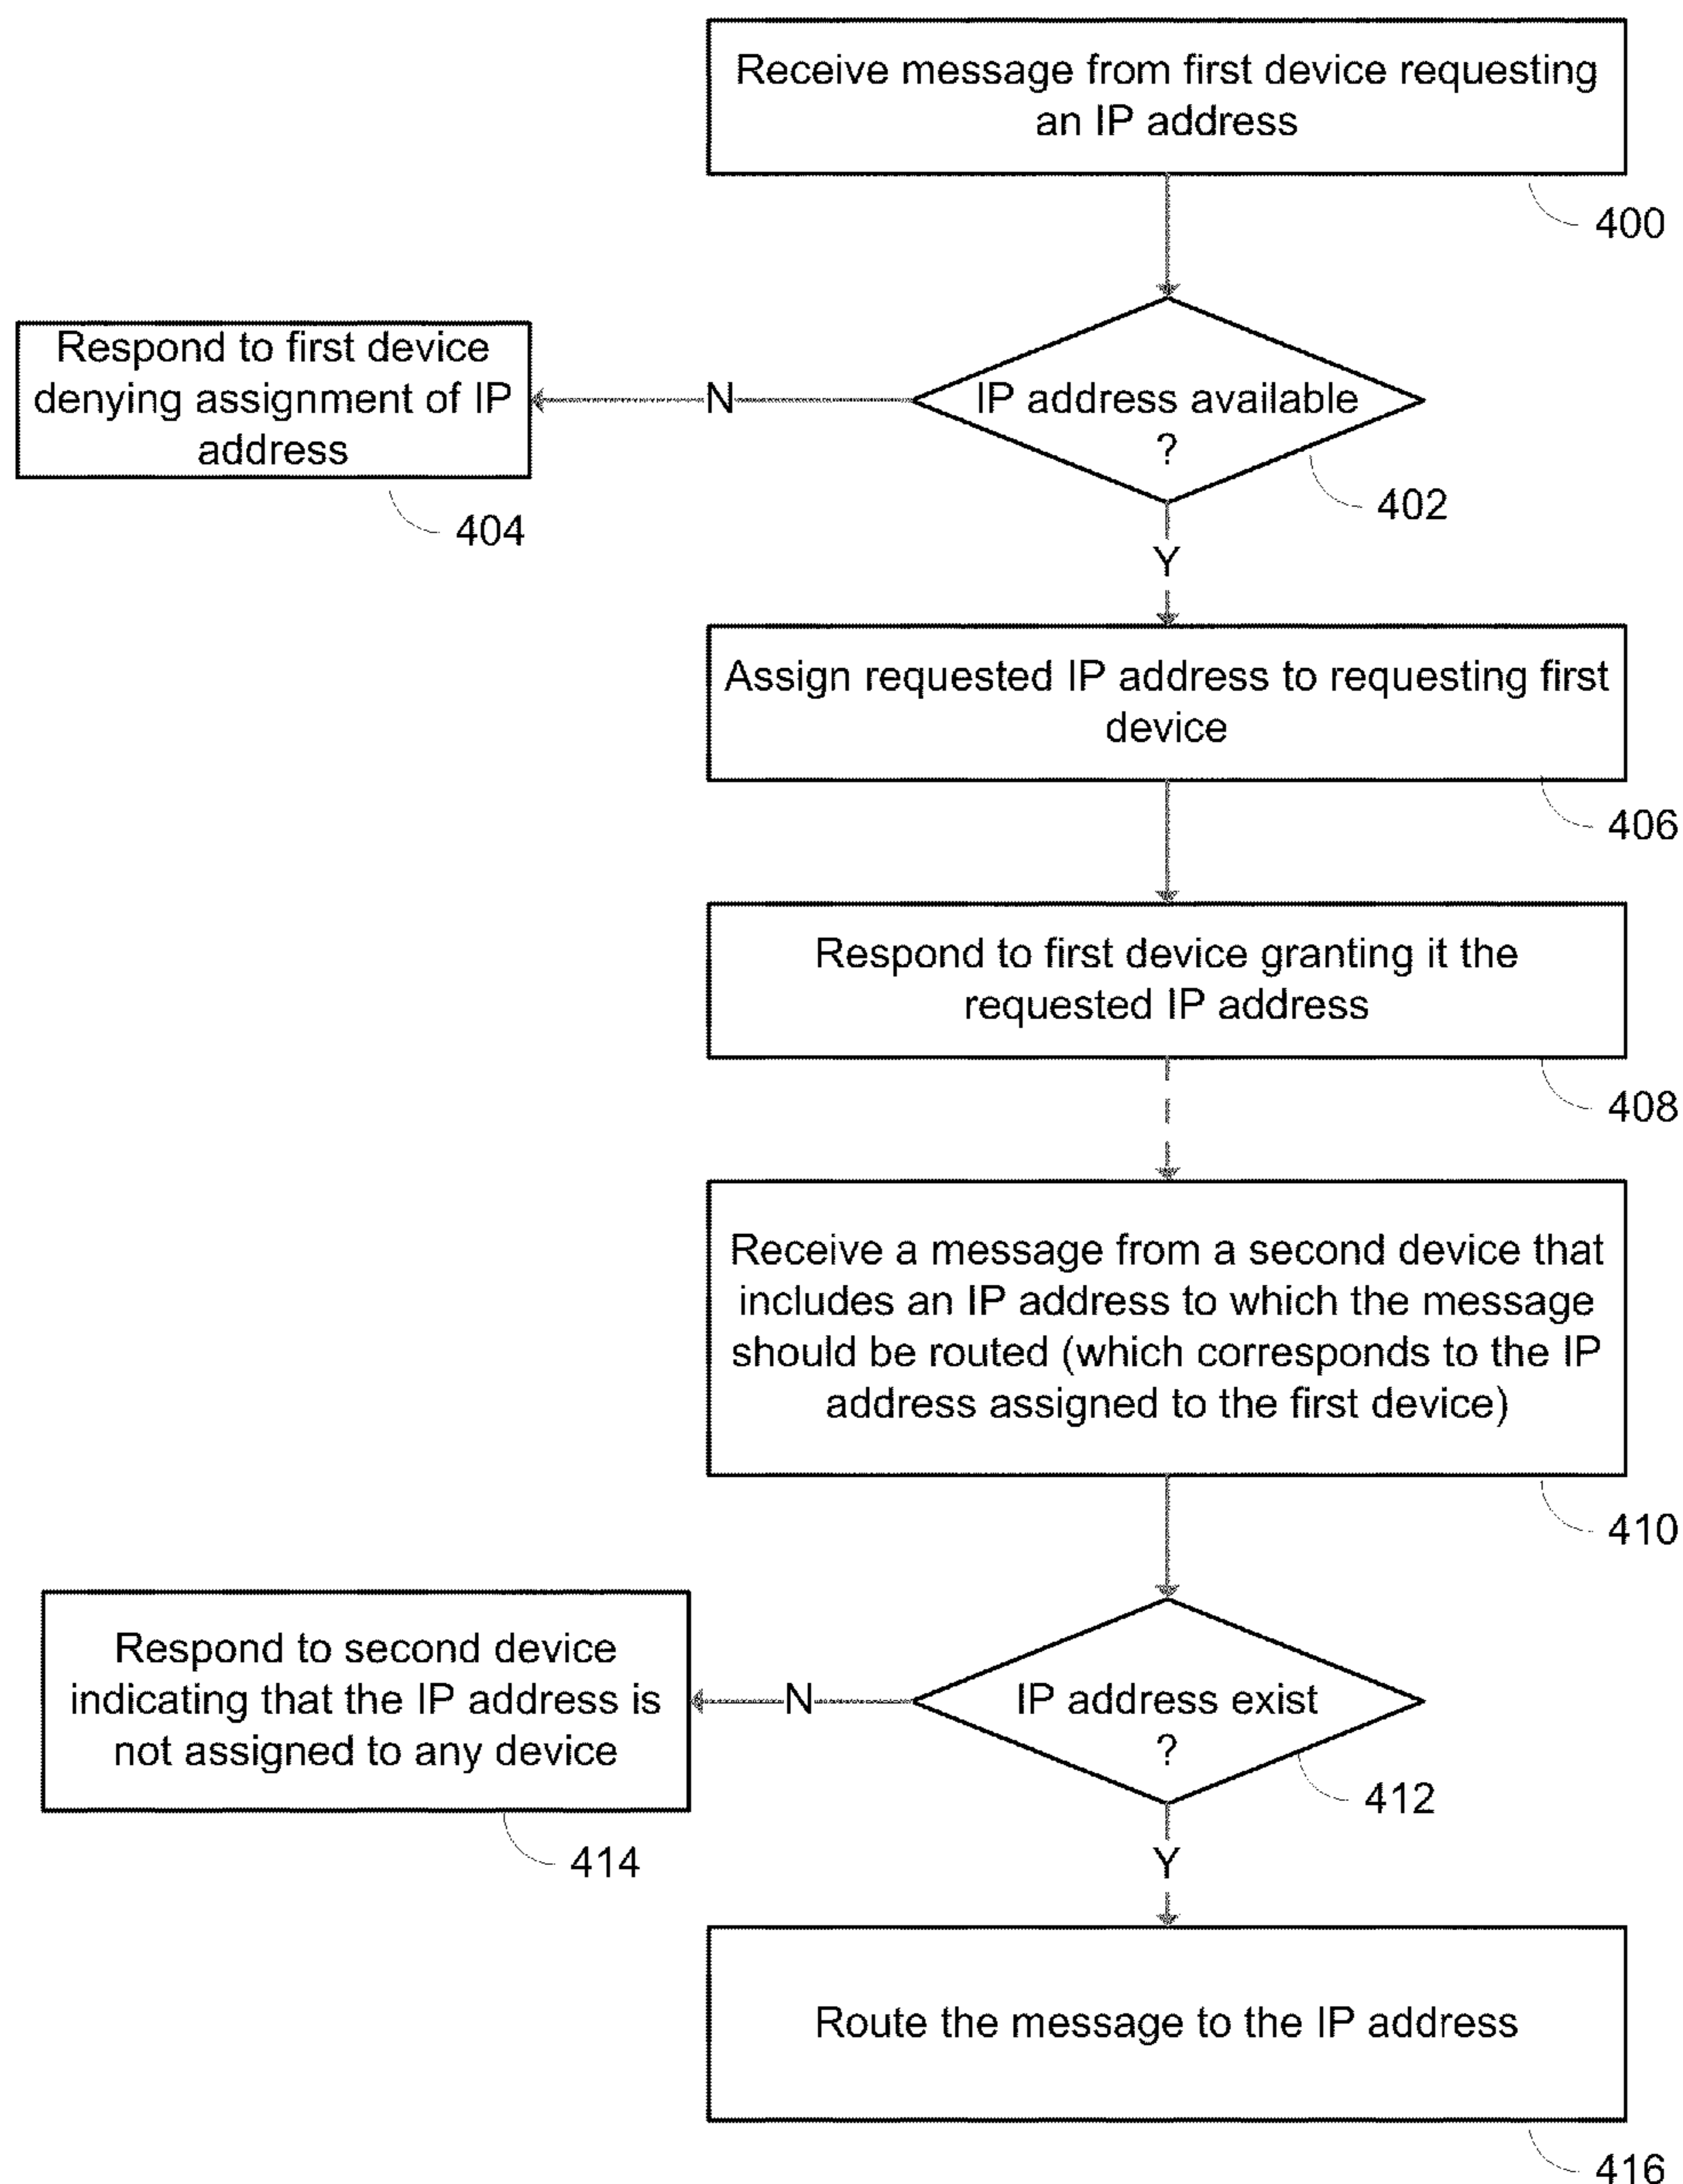 Receive message from first device requesting
an IP address
400
IP address available
?
402
N
Respond to first device
denying assignment of IP
address
404
Y
Assign requested IP address to requesting first
device
406
Respond to first device granting it the
requested IP address
408
Receive a message from a second device that
includes an IP address to which the message
should be routed (which corresponds to the IP
address assigned to the first device)
410
IP address exist
?
412
N
Respond to second device
indicating that the IP address is
not assigned to any device
414
Y
Route the message to the IP address
416